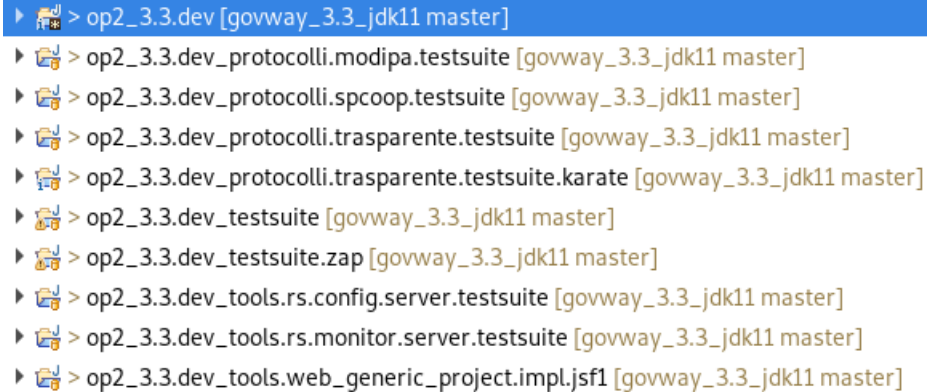 > op2_3.3.dev [govway_3.3_jdk11 master]
> op2_3.3.dev_protocolli.modipa.testsuite [govway_3.3_jdk11 master]
> op2_3.3.dev_protocolli.spcoop.testsuite [govway_3.3_jdk11 master]
> op2_3.3.dev_protocolli.trasparente.testsuite [govway_3.3_jdk11 master]
> op2_3.3.dev_protocolli.trasparente.testsuite.karate [govway_3.3_jdk11 master]
> op2_3.3.dev_testsuite [govway_3.3_jdk11 master]
> op2_3.3.dev_testsuite.zap [govway_3.3_jdk11 master]
> op2_3.3.dev_tools.rs.config.server.testsuite [govway_3.3_jdk11 master]
> op2_3.3.dev_tools.rs.monitor.server.testsuite [govway_3.3_jdk11 master]
> op2_3.3.dev_tools.web_generic_project.impl.jsf1 [govway_3.3_jdk11 master]